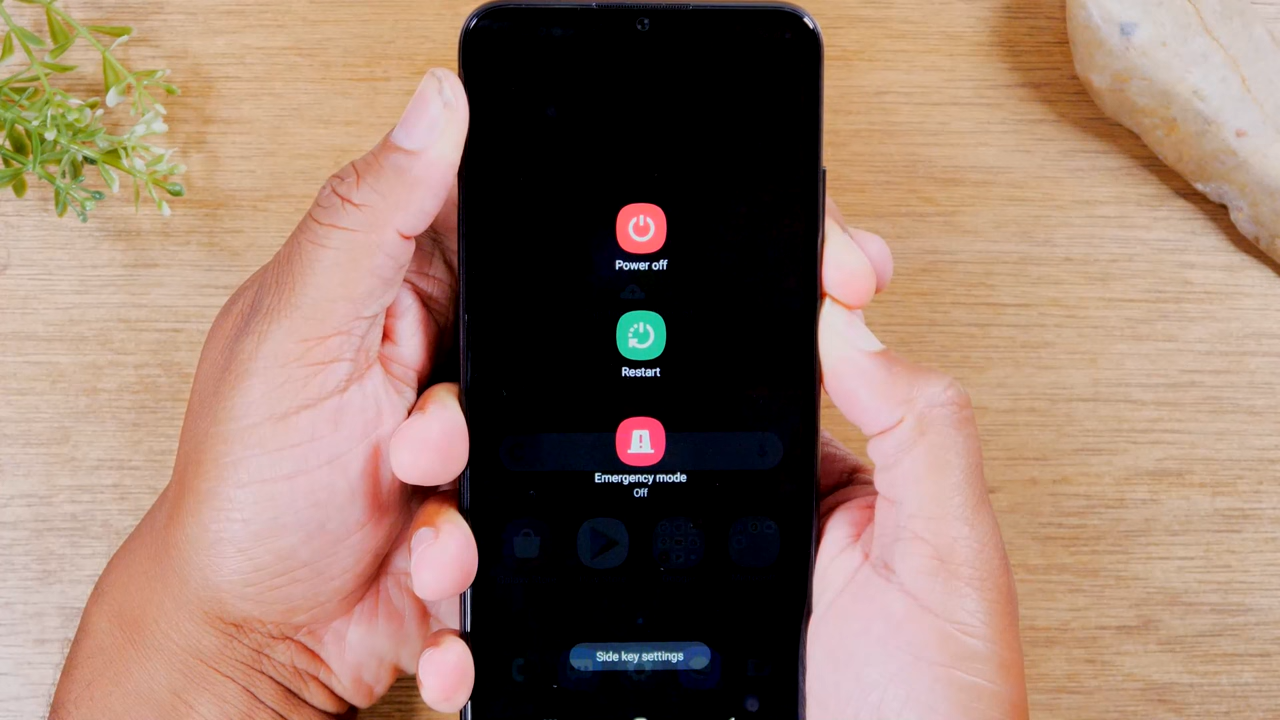 Power off
Restart
Emergency mode
Off
Side key settings